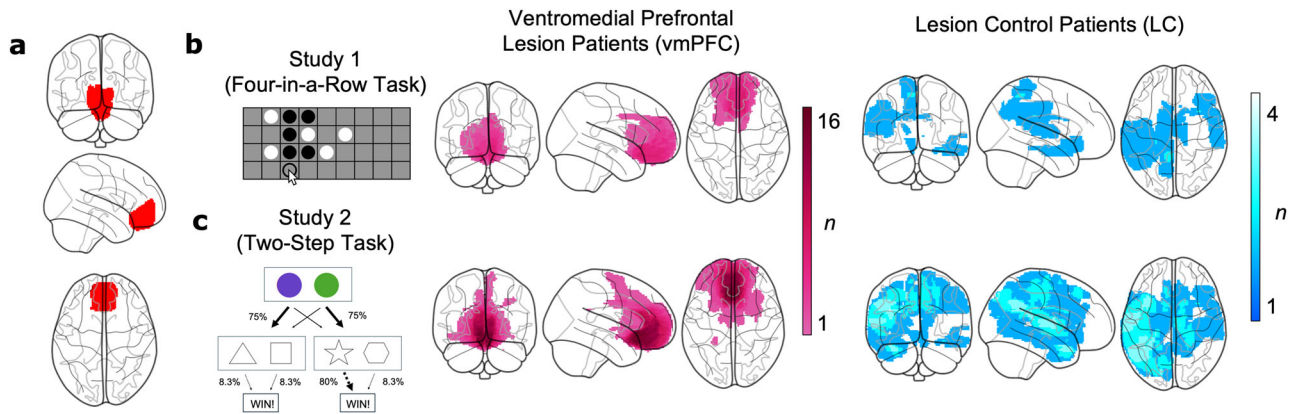 a
b
Study 1
(Four-in-a-Row Task)
Ventromedial Prefrontal
Lesion Patients (vmPFC)
Lesion Control Patients (LC)
16
n
1
4
n
1
c
Study 2
(Two-Step Task)
75%
75%
8.3%
8.3%
80%
8.3%
WIN!
WIN!